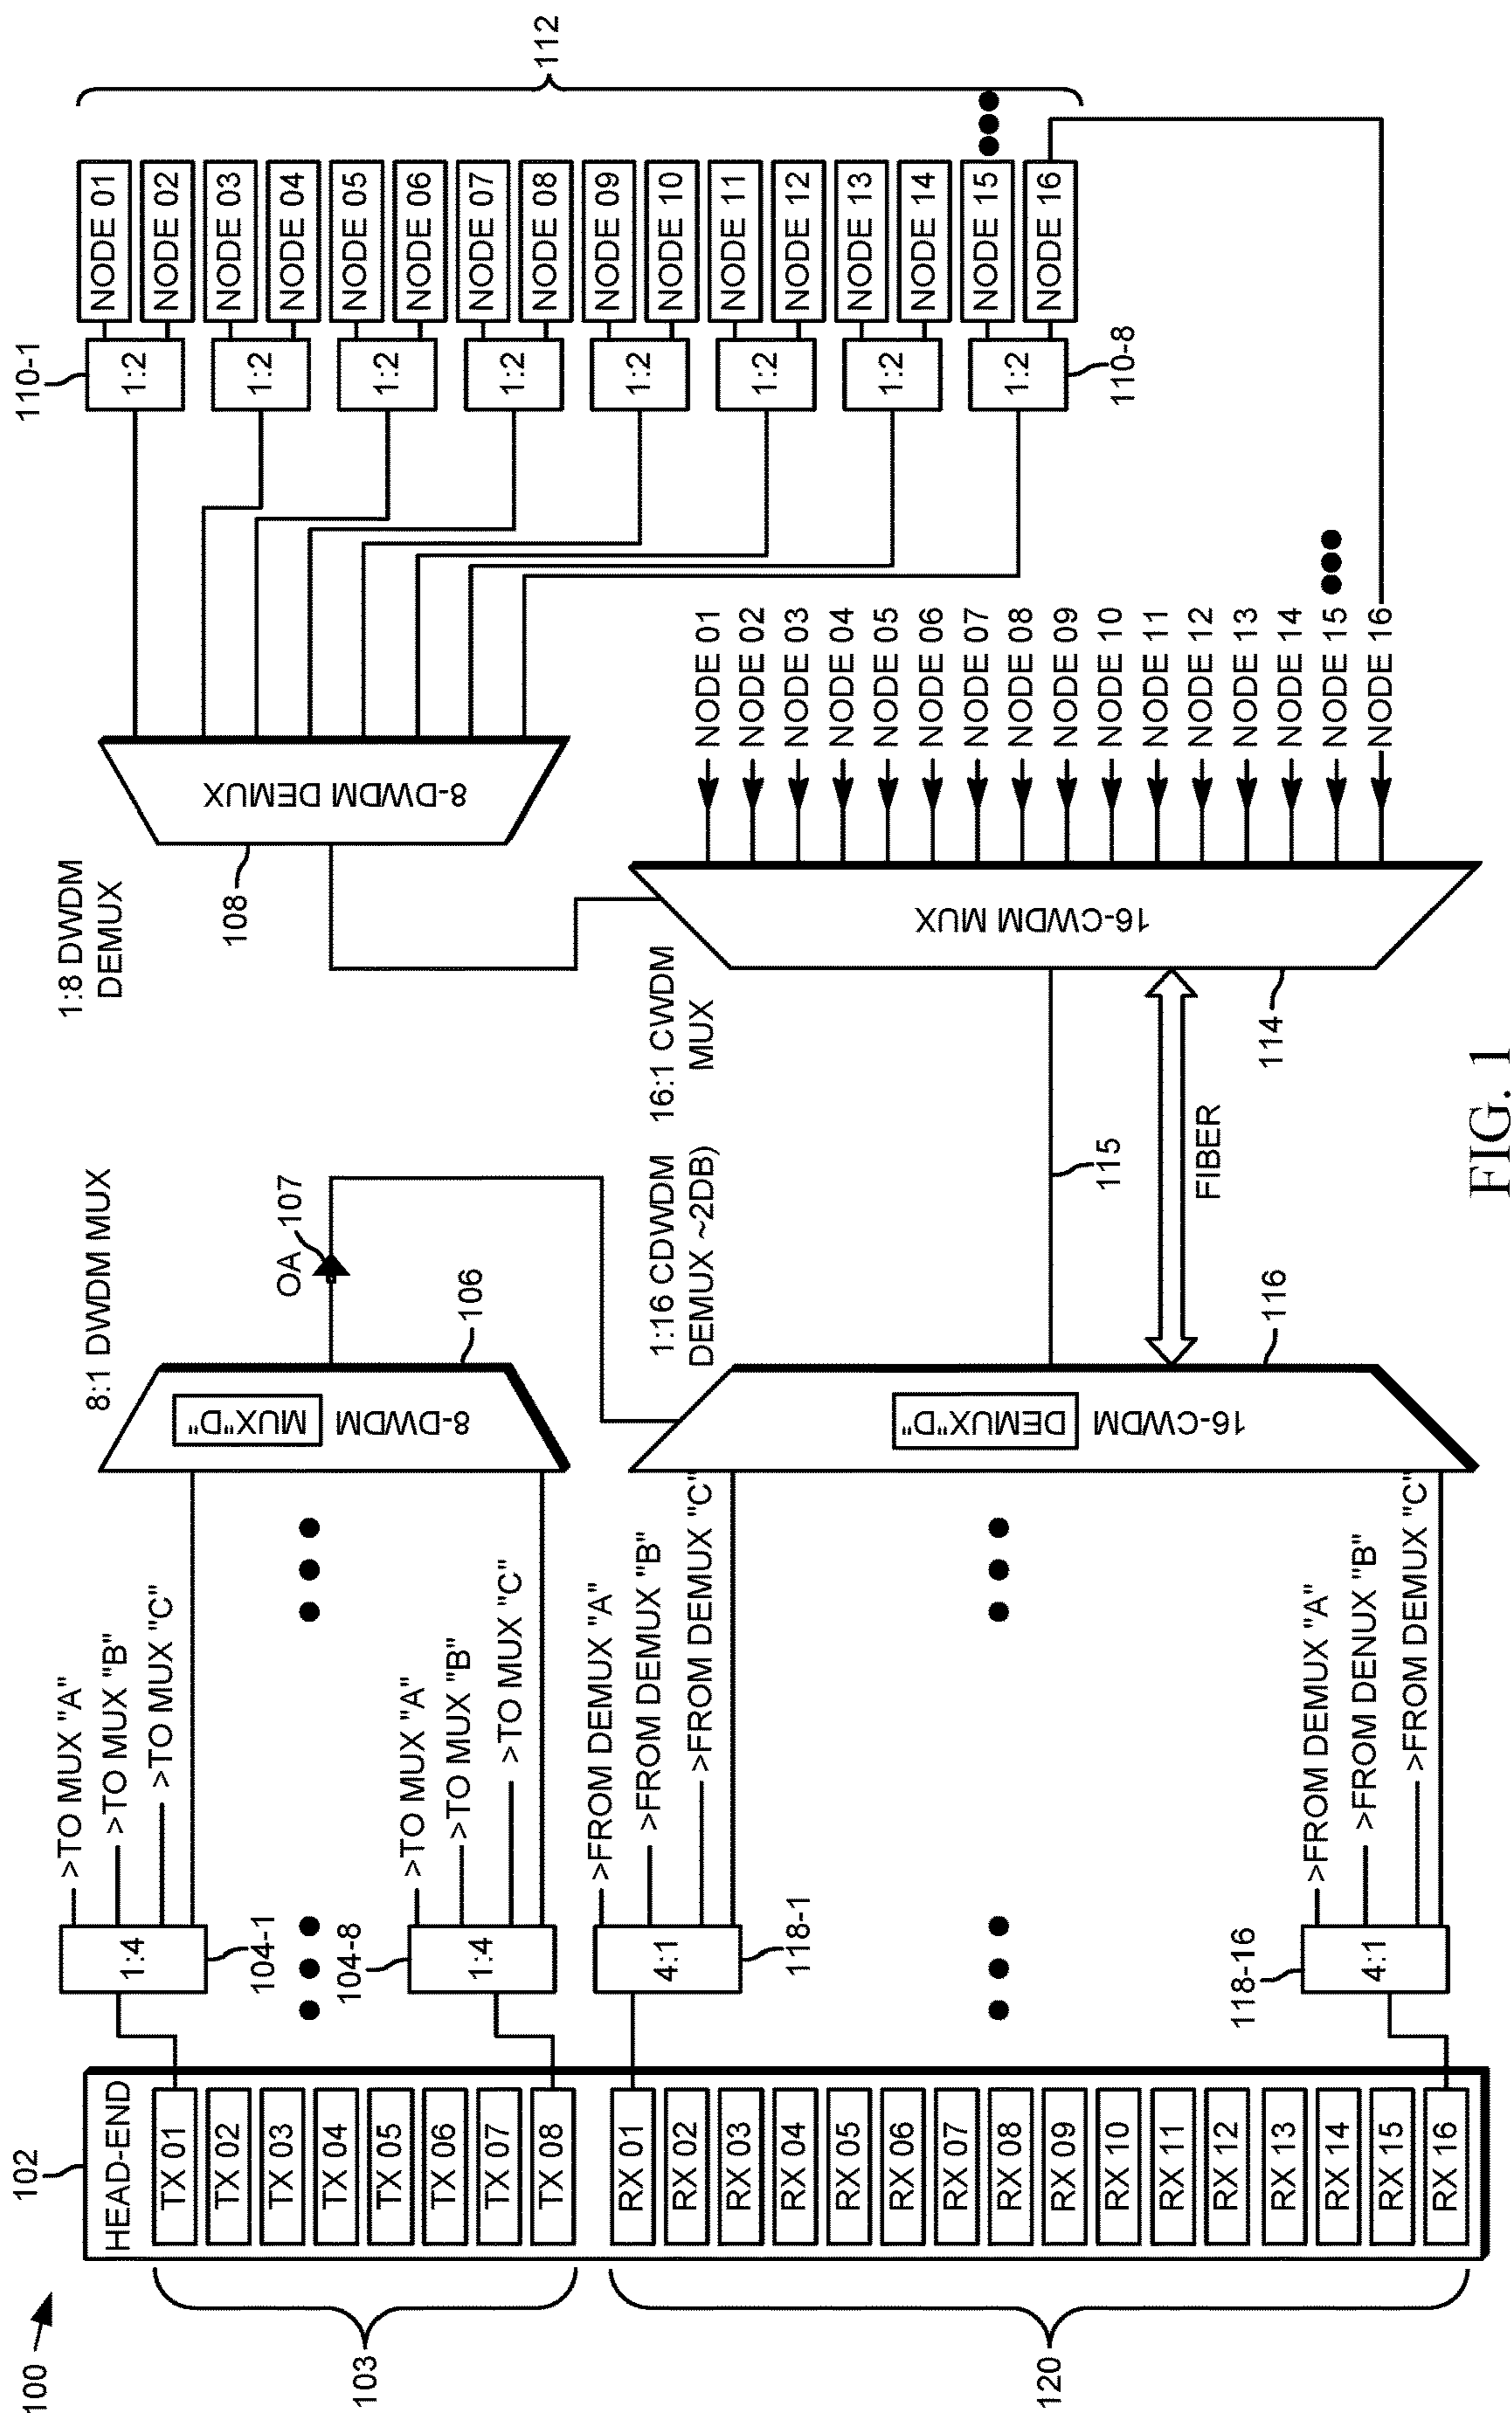 100
102
HEAD-END
TX 01
TX 02
TX 03
TX 04
TX 05
TX 06
TX 07
TX 08
103
RX 01
RX 02
RX 03
RX 04
RX 05
RX 06
RX 07
RX 08
RX 09
RX 10
RX 11
RX 12
RX 13
RX 14
RX 15
RX 16
120
1:4
104-1
>TO MUX "A"
>TO MUX "B"
>TO MUX "C"
104-8
1:4
>TO MUX "A"
>TO MUX "B"
>TO MUX "C"
4:1
118-1
>FROM DEMUX "A"
>FROM DEMUX "B"
>FROM DEMUX "C"
118-16
4:1
>FROM DEMUX "A"
>FROM DENUX "B"
>FROM DEMUX "C"
8:1 DWDM MUX
8-DWDM
MUX"D"
106
OA
107
1:16 CDWDM
DEMUX ~2DB)
16-CWDM
DEMUX"D"
116
115
FIBER
16:1 CWDM
MUX
16-CWDM MUX
114
1:8 DWDM
DEMUX
8-DWDM DEMUX
108
NODE 01
NODE 02
NODE 03
NODE 04
NODE 05
NODE 06
NODE 07
NODE 08
NODE 09
NODE 10
NODE 11
NODE 12
NODE 13
NODE 14
NODE 15
NODE 16
110-1
1:2
1:2
1:2
1:2
1:2
1:2
1:2
1:2
110-8
NODE 01
NODE 02
NODE 03
NODE 04
NODE 05
NODE 06
NODE 07
NODE 08
NODE 09
NODE 10
NODE 11
NODE 12
NODE 13
NODE 14
NODE 15
NODE 16
112
FIG. 1